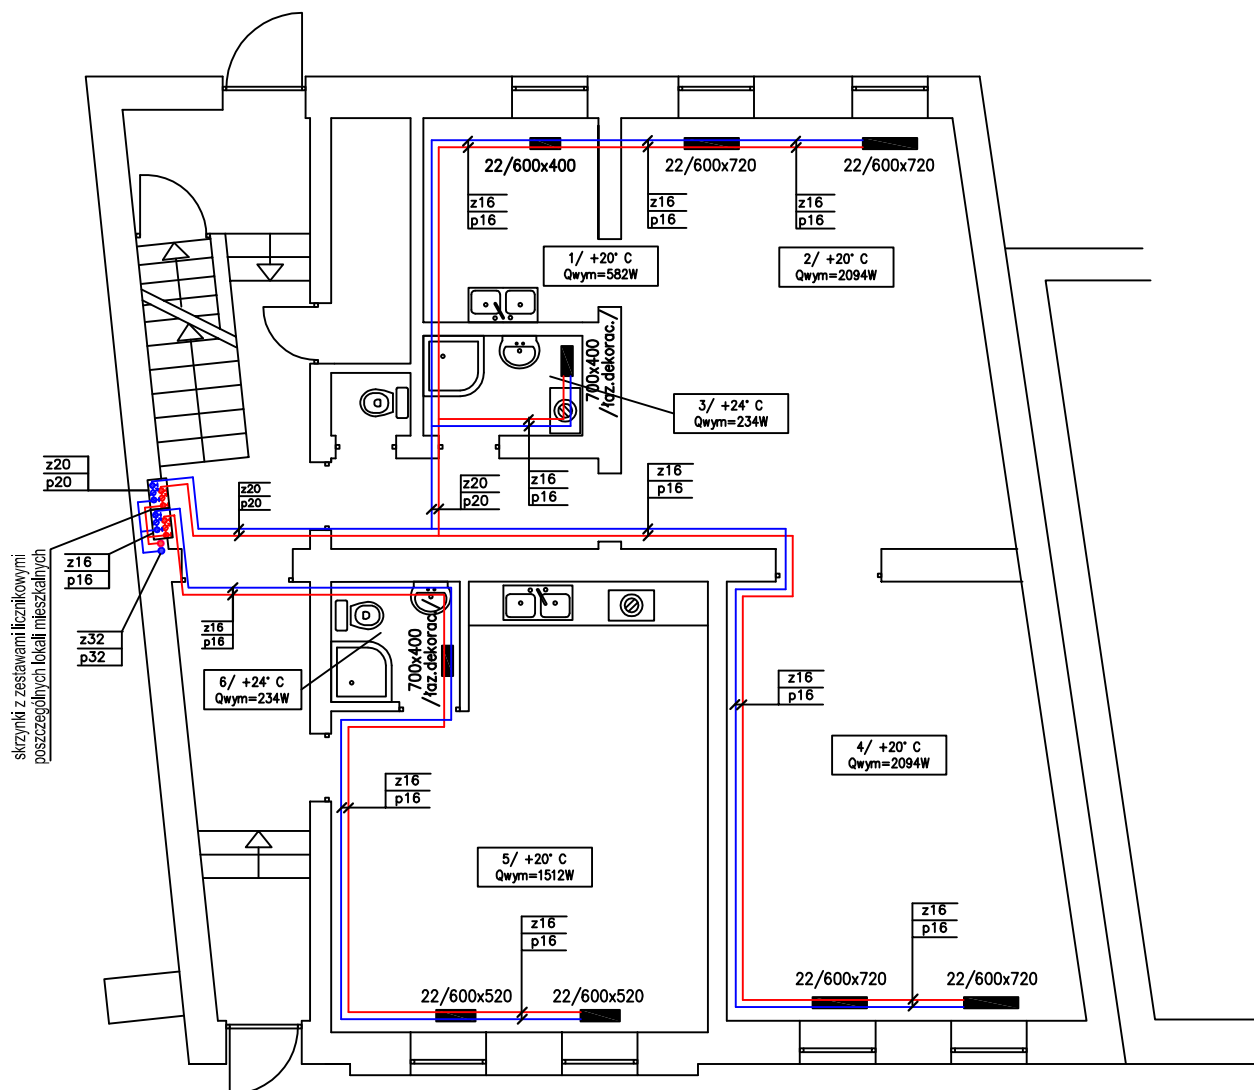 22/600x400
22/600x720
22/600x720
z16
p16
z16
p16
z16
p16
1/ +20° C
Qwym=582W
2/ +20° C
Qwym=2094W
700x400
/łaz.dekorac./
3/ +24° C
Qwym=234W
z20
p20
z20
p20
z20
p20
z16
p16
z16
p16
skrzynki z zestawami licznikowymi
poszczególnych lokali mieszkalnych
z16
p16
z32
p32
z16
p16
700x400
/łaz.dekorac./
6/ +24° C
Qwym=234W
z16
p16
4/ +20° C
Qwym=2094W
z16
p16
5/ +20° C
Qwym=1512W
z16
p16
z16
p16
22/600x520
22/600x520
22/600x720
22/600x720